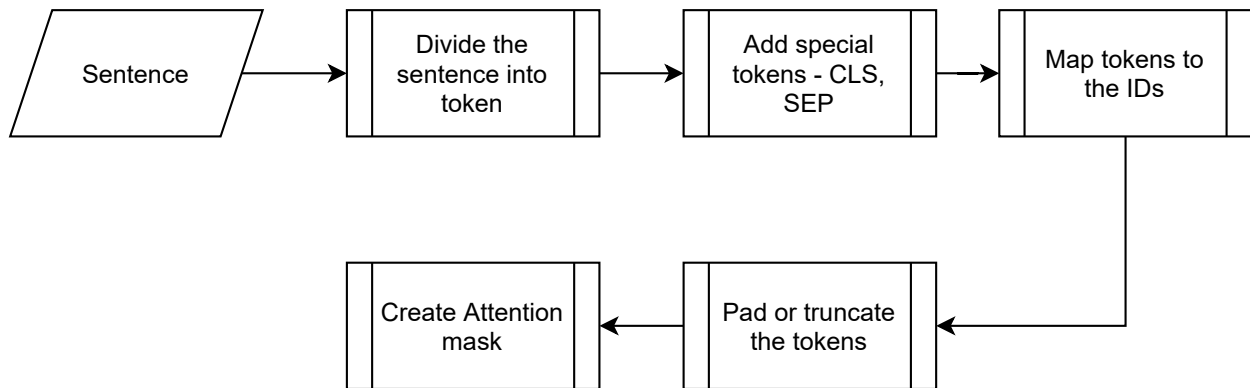 Sentence
Divide the
sentence into
token
Add special
tokens - CLS,
SEP
Map tokens to
the IDs
Pad or truncate
the tokens
Create Attention
mask